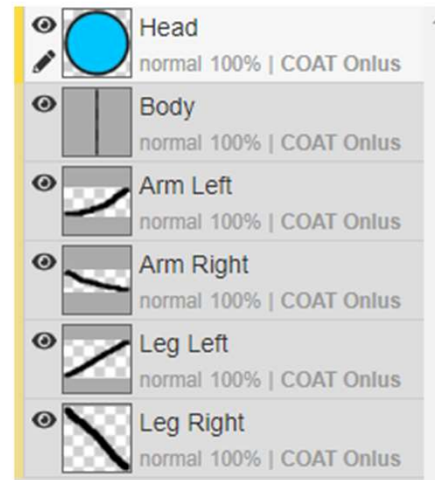 Head
normal 100% | COAT Onlus
Body
normal 100% | COAT Onlus
Arm Left
normal 100% | COAT Onlus
Arm Right
normal 100% | COAT Onlus
Leg Left
normal 100% | COAT Onlus
Leg Right
normal 100% | COAT Onlus